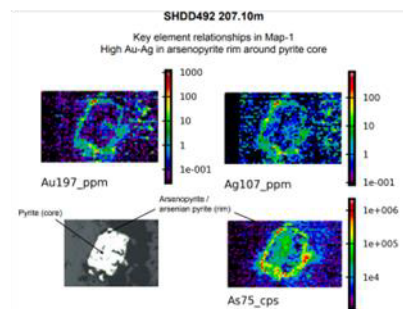 SHDD492 207.10m
Key element relationships in Map-1
High Au-Ag in arsenopyrite rim around pyrite core
1000
100
10
1
1e-001
Au197_ppm
100
10
1
1e-001
Ag107_ppm
Arsenopyrite /
arsenian pyrite (rim)
Pyrite (core)
1e+006
1e+005
1e4
As75_cps